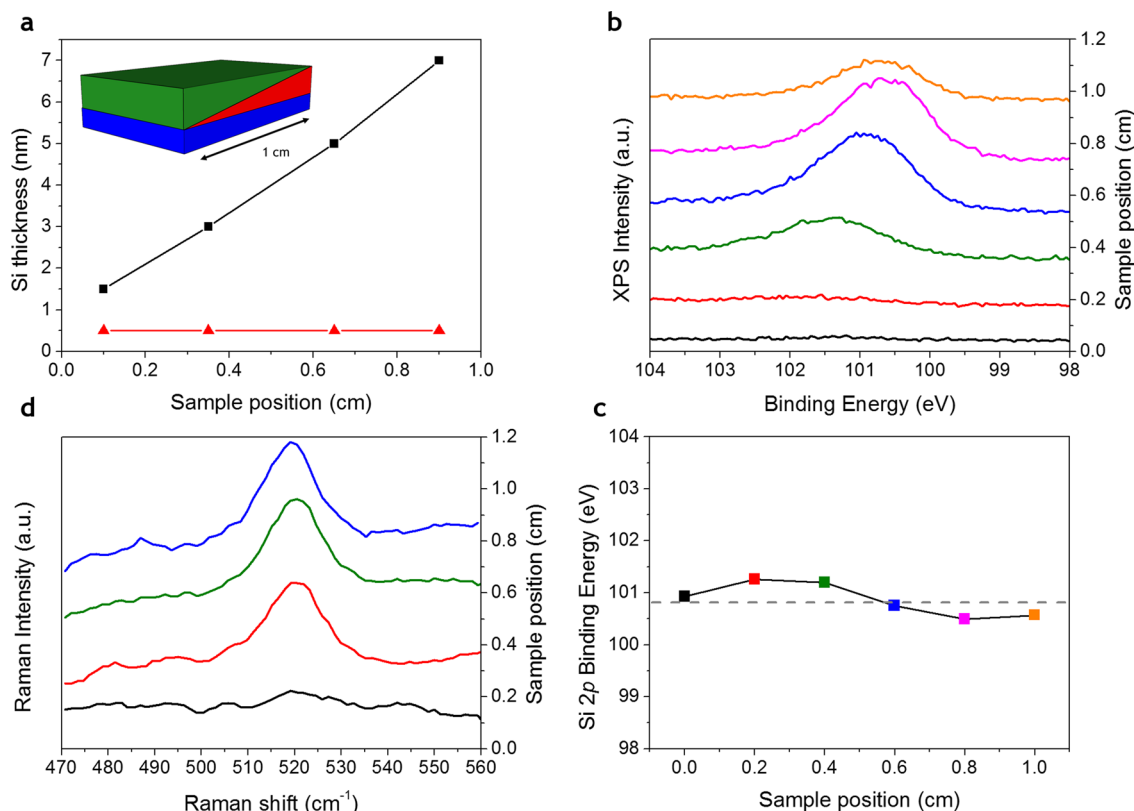 a
Si thickness (nm)
7
6
5
4
3
2
1
0
0.0 0.2 0.4 0.6 0.8 1.0
Sample position (cm)
1 cm
b
XPS Intensity (a.u.)
1.2
1.0
0.8
0.6
0.4
0.2
0.0
Sample position (cm)
104 103 102 101 100 99 98
Binding Energy (eV)
d
Raman Intensity (a.u.)
1.2
1.0
0.8
0.6
0.4
0.2
0.0
Sample position (cm)
470 480 490 500 510 520 530 540 550 560
Raman shift (cm⁻¹)
c
Si 2p Binding Energy (eV)
104
103
102
101
100
99
98
0.0 0.2 0.4 0.6 0.8 1.0
Sample position (cm)